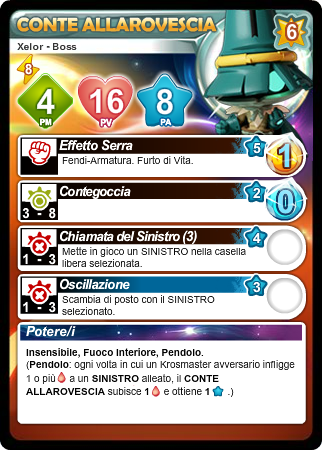 CONTE ALLAROVESCIA
6
Xelor - Boss
8
4
PM
16
PV
8
PA
Effetto Serra
5
1
Fendi-Armatura. Furto di Vita.
Contegoccia
2
0
3 - 8
Chiamata del Sinistro (3)
4
Mette in gioco un SINISTRO nella casella
1 - 3
libera selezionata.
Oscillazione
3
Scambia di posto con il SINISTRO
1 - 3
selezionato.
Potere/i
Insensibile, Fuoco Interiore, Pendolo.
(Pendolo: ogni volta in cui un Krosmaster avversario infligge
1 o più a un SINISTRO alleato, il CONTE
ALLAROVESCIA subisce 1 e ottiene 1 .)